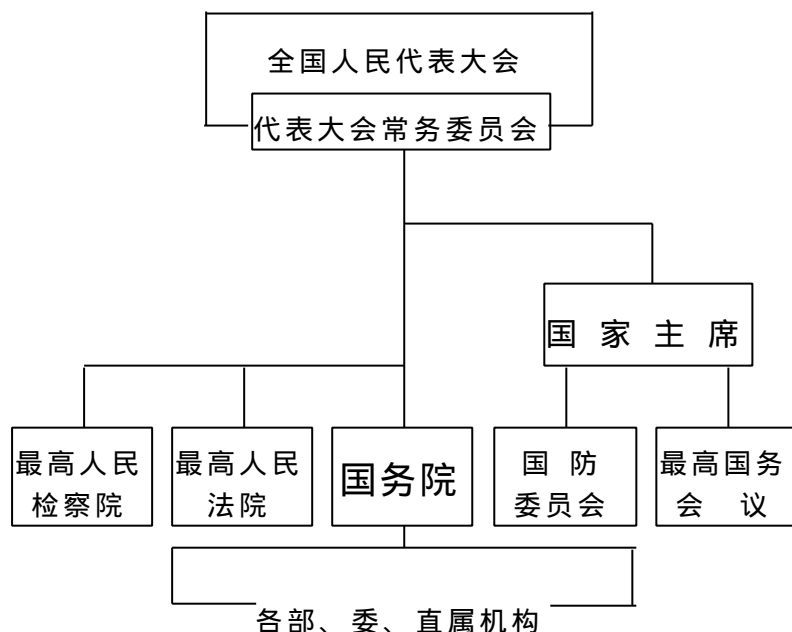 全国人民代表大会
代表大会常务委员会
国家主席
最高人民
检察院
最高人民
法院
国务院
国防
委员会
最高国务
会议
各部、委、直属机构